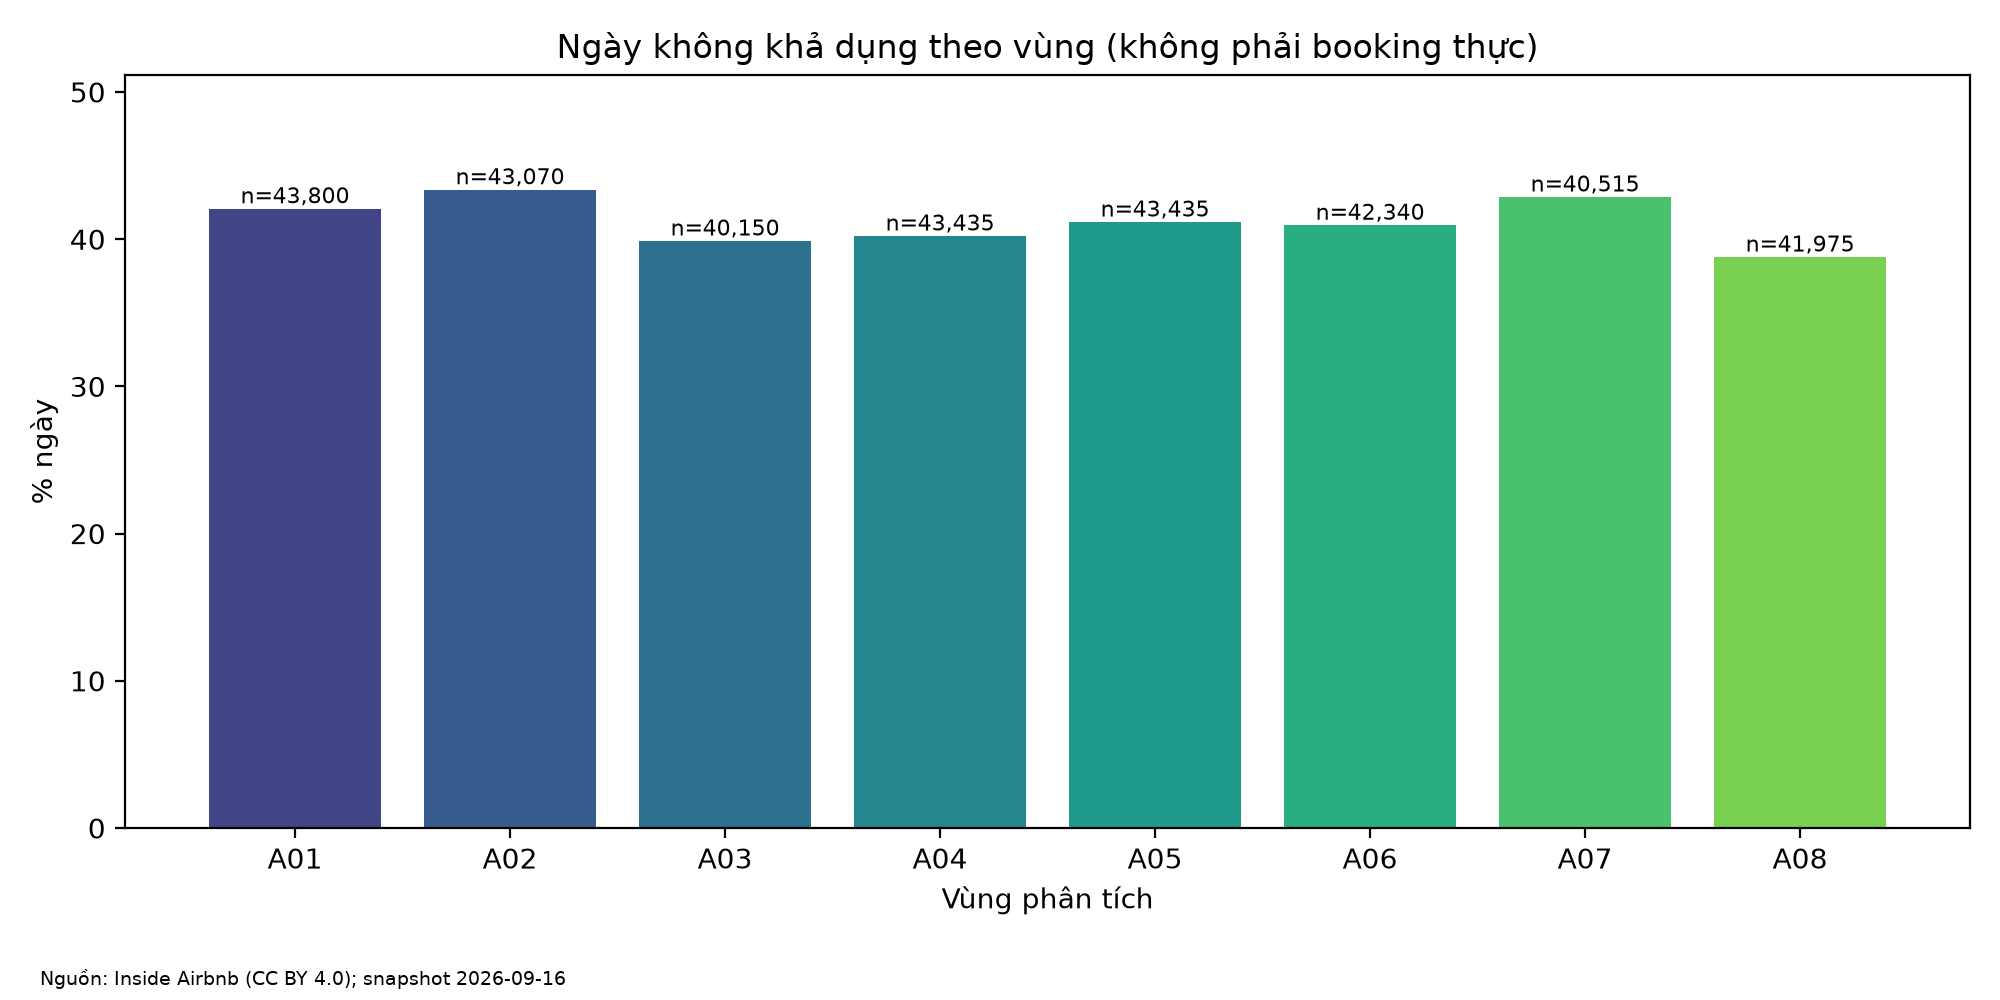 Ngày không khả dụng theo vùng (không phải booking thực)
50
40
30
20
10
0
% ngày
n=43,800
n=43,070
n=40,150
n=43,435
n=43,435
n=42,340
n=40,515
n=41,975
A01
A02
A03
A04
A05
A06
A07
A08
Vùng phân tích
Nguồn: Inside Airbnb (CC BY 4.0); snapshot 2026-09-16